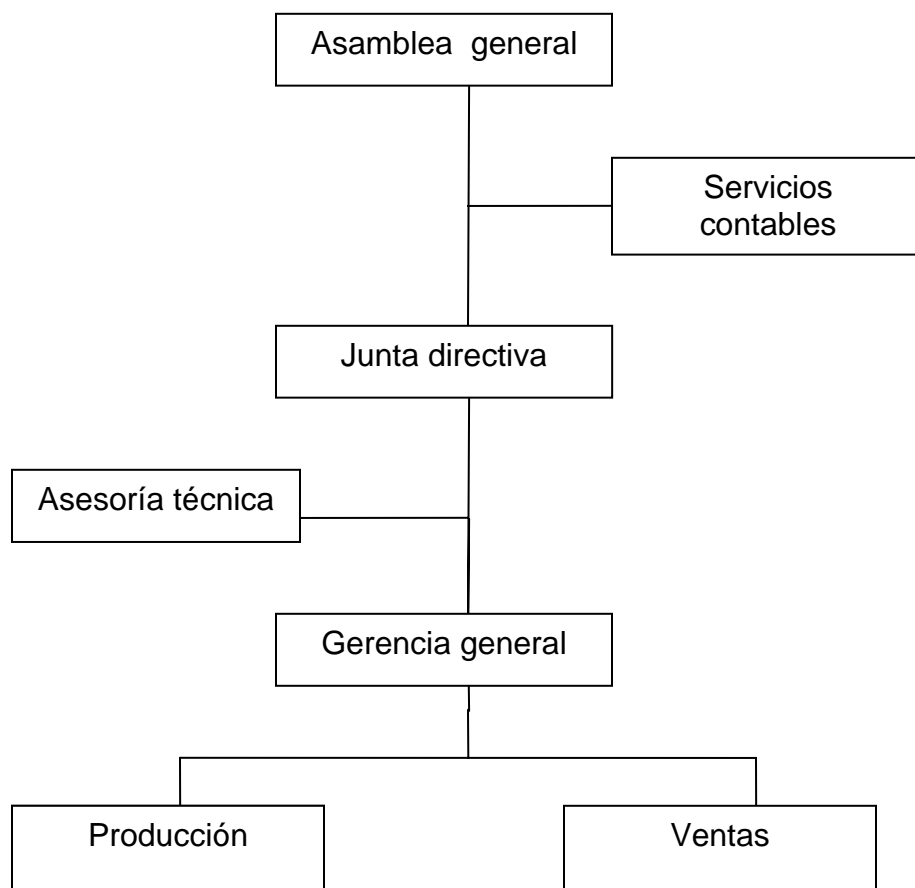 Asamblea  general
Servicios
contables
Junta directiva
Asesoría técnica
Gerencia general
Producción
Ventas